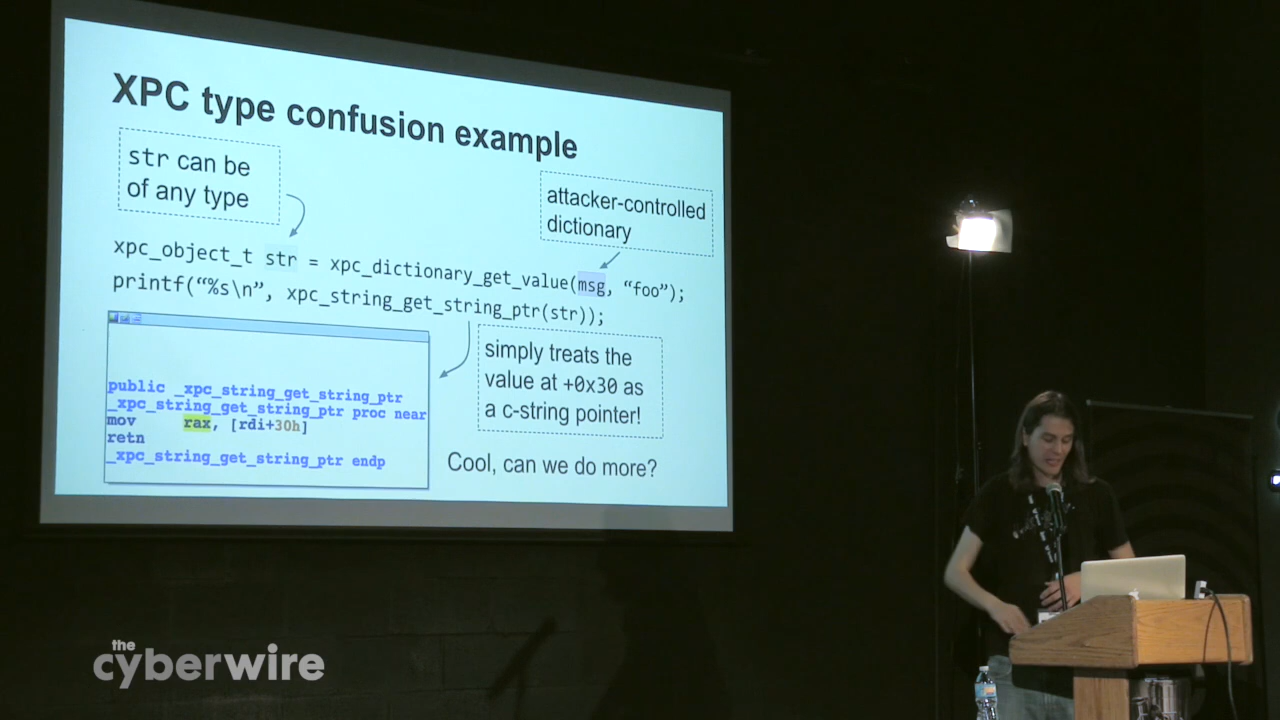 XPC type confusion example
str can be
of any type
attacker-controlled
dictionary
xpc_object_t str = xpc_dictionary_get_value(msg, “foo”);
printf(“%s\n”, xpc_string_get_string_ptr(str));
public _xpc_string_get_string_ptr
_xpc_string_get_string_ptr proc near
mov rax, [rdi+30h]
retn
_xpc_string_get_string_ptr endp
simply treats the
value at +0x30 as
a c-string pointer!
Cool, can we do more?
the
cyberwire